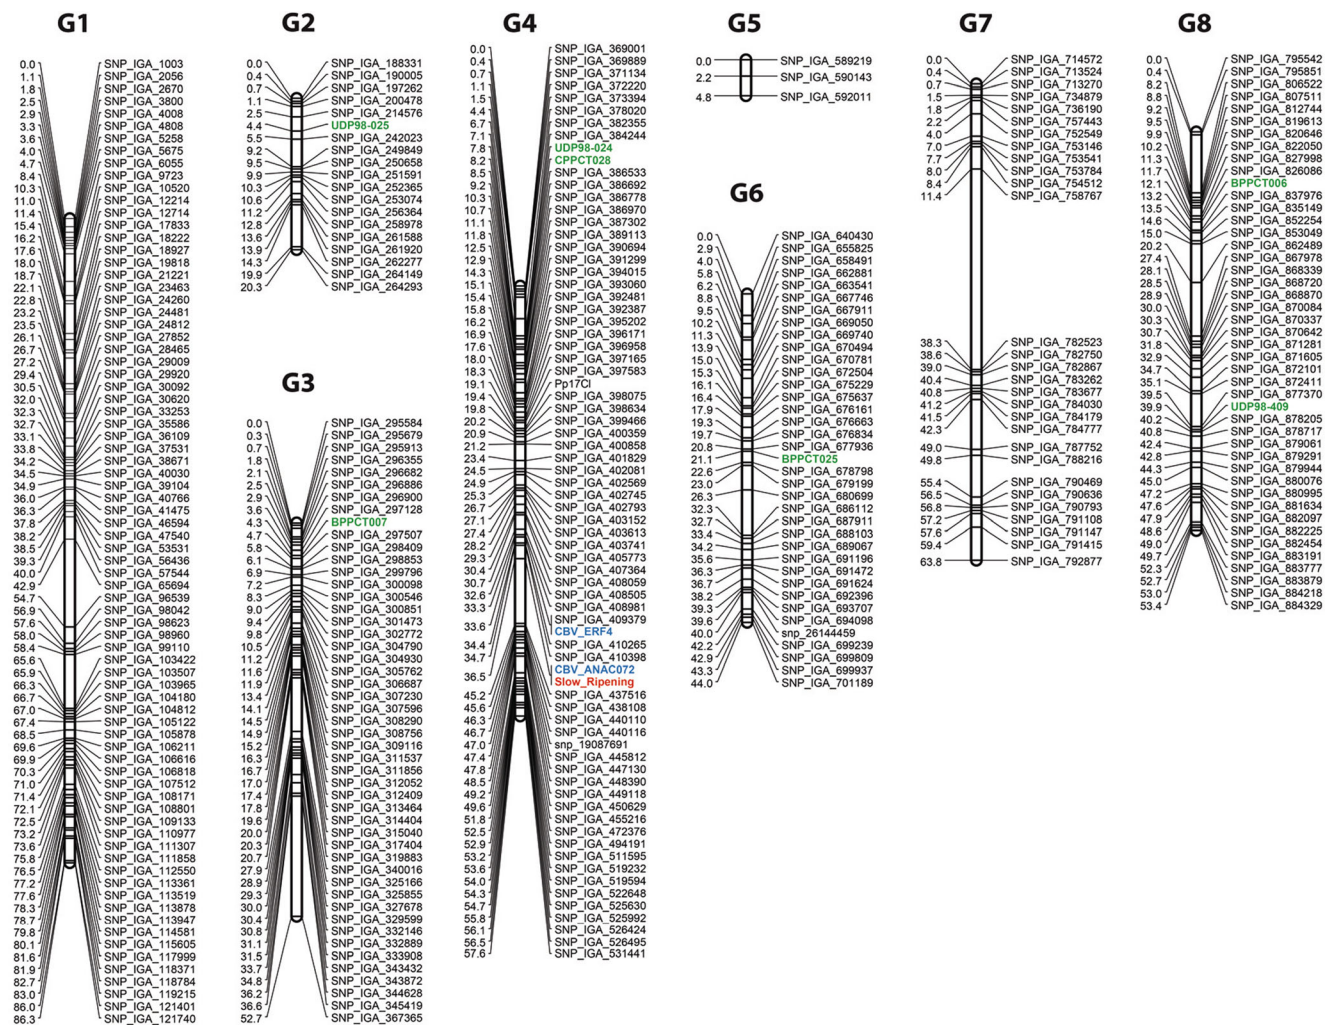 G1
0.0 SNP_IGA_1003
1.1 SNP_IGA_2056
1.8 SNP_IGA_2670
2.5 SNP_IGA_3800
2.9 SNP_IGA_4008
3.3 SNP_IGA_4808
3.6 SNP_IGA_5258
4.0 SNP_IGA_5675
4.7 SNP_IGA_6055
8.4 SNP_IGA_9723
10.3 SNP_IGA_10520
11.0 SNP_IGA_12214
11.4 SNP_IGA_12714
15.4 SNP_IGA_17833
16.2 SNP_IGA_18222
17.6 SNP_IGA_18927
18.0 SNP_IGA_19818
18.7 SNP_IGA_21221
22.1 SNP_IGA_23463
22.8 SNP_IGA_24260
23.2 SNP_IGA_24481
23.5 SNP_IGA_24812
26.1 SNP_IGA_27852
26.7 SNP_IGA_28465
27.2 SNP_IGA_29009
29.4 SNP_IGA_29920
30.5 SNP_IGA_30092
32.0 SNP_IGA_30620
32.3 SNP_IGA_33253
32.7 SNP_IGA_35586
33.1 SNP_IGA_36109
33.8 SNP_IGA_37531
34.2 SNP_IGA_38671
34.5 SNP_IGA_40030
34.9 SNP_IGA_39104
36.0 SNP_IGA_40766
36.3 SNP_IGA_41475
37.8 SNP_IGA_46594
38.2 SNP_IGA_47540
38.5 SNP_IGA_53531
39.3 SNP_IGA_56436
40.0 SNP_IGA_57544
42.9 SNP_IGA_65694
54.7 SNP_IGA_96539
56.9 SNP_IGA_98042
57.6 SNP_IGA_98623
58.0 SNP_IGA_98960
58.4 SNP_IGA_99110
65.6 SNP_IGA_103422
65.9 SNP_IGA_103507
66.3 SNP_IGA_103965
66.7 SNP_IGA_104180
67.0 SNP_IGA_104812
67.4 SNP_IGA_105122
68.5 SNP_IGA_105878
69.6 SNP_IGA_106211
69.9 SNP_IGA_106616
70.3 SNP_IGA_106818
71.0 SNP_IGA_107512
71.4 SNP_IGA_108171
72.1 SNP_IGA_108801
72.5 SNP_IGA_109133
73.2 SNP_IGA_110977
73.6 SNP_IGA_111307
75.8 SNP_IGA_111858
76.5 SNP_IGA_112550
77.2 SNP_IGA_113361
77.6 SNP_IGA_113519
78.3 SNP_IGA_113878
78.7 SNP_IGA_113947
79.8 SNP_IGA_114581
80.1 SNP_IGA_115605
81.6 SNP_IGA_117999
81.9 SNP_IGA_118371
82.7 SNP_IGA_118784
83.0 SNP_IGA_119215
86.0 SNP_IGA_121401
86.3 SNP_IGA_121740
G2
0.0 SNP_IGA_188331
0.4 SNP_IGA_190005
0.7 SNP_IGA_197262
1.1 SNP_IGA_200478
2.5 SNP_IGA_214576
4.4 UDP98-025
5.5 SNP_IGA_242023
9.2 SNP_IGA_249849
9.5 SNP_IGA_250658
9.9 SNP_IGA_251591
10.3 SNP_IGA_252365
10.6 SNP_IGA_253074
11.2 SNP_IGA_256364
12.8 SNP_IGA_258978
13.6 SNP_IGA_261588
13.9 SNP_IGA_261920
14.3 SNP_IGA_262277
19.9 SNP_IGA_264149
20.3 SNP_IGA_264293
G3
0.0 SNP_IGA_295584
0.3 SNP_IGA_295679
0.7 SNP_IGA_295913
1.8 SNP_IGA_296355
2.1 SNP_IGA_296682
2.5 SNP_IGA_296886
2.9 SNP_IGA_296900
3.6 SNP_IGA_297128
4.3 BPPCT007
4.7 SNP_IGA_297507
5.8 SNP_IGA_298409
6.1 SNP_IGA_298853
6.9 SNP_IGA_299796
7.2 SNP_IGA_300098
8.3 SNP_IGA_300546
9.0 SNP_IGA_300851
9.4 SNP_IGA_301473
9.8 SNP_IGA_302772
10.5 SNP_IGA_304790
11.2 SNP_IGA_304930
11.6 SNP_IGA_305762
11.9 SNP_IGA_306687
13.4 SNP_IGA_307230
14.1 SNP_IGA_307596
14.5 SNP_IGA_308290
14.9 SNP_IGA_308756
15.2 SNP_IGA_309116
16.3 SNP_IGA_311537
16.7 SNP_IGA_311856
17.0 SNP_IGA_312052
17.4 SNP_IGA_312409
17.8 SNP_IGA_313464
19.6 SNP_IGA_314404
20.0 SNP_IGA_315040
20.3 SNP_IGA_317404
20.7 SNP_IGA_319883
27.9 SNP_IGA_340016
28.9 SNP_IGA_325166
29.3 SNP_IGA_325855
30.0 SNP_IGA_327678
30.4 SNP_IGA_329599
30.8 SNP_IGA_332146
31.1 SNP_IGA_332889
31.5 SNP_IGA_333908
33.7 SNP_IGA_343432
34.8 SNP_IGA_343872
36.2 SNP_IGA_344628
36.6 SNP_IGA_345419
52.7 SNP_IGA_367365
G4
0.0 SNP_IGA_369001
0.4 SNP_IGA_369889
0.7 SNP_IGA_371134
1.1 SNP_IGA_372220
1.5 SNP_IGA_373394
4.4 SNP_IGA_378020
6.7 SNP_IGA_382355
7.1 SNP_IGA_384244
7.8 UDP98-024
8.2 CPPCT028
8.5 SNP_IGA_386533
9.2 SNP_IGA_386692
10.3 SNP_IGA_386778
10.7 SNP_IGA_386970
11.1 SNP_IGA_387302
11.8 SNP_IGA_389113
12.5 SNP_IGA_390694
12.9 SNP_IGA_391299
14.3 SNP_IGA_394015
15.1 SNP_IGA_393060
15.4 SNP_IGA_392481
15.8 SNP_IGA_392387
16.2 SNP_IGA_395202
16.9 SNP_IGA_396171
17.6 SNP_IGA_396958
18.0 SNP_IGA_397165
18.3 SNP_IGA_397583
19.1 Pp17Cl
19.4 SNP_IGA_398075
19.8 SNP_IGA_398634
20.2 SNP_IGA_399466
20.9 SNP_IGA_400359
21.2 SNP_IGA_400858
23.4 SNP_IGA_401829
24.5 SNP_IGA_402081
24.9 SNP_IGA_402569
25.3 SNP_IGA_402745
26.7 SNP_IGA_402793
27.1 SNP_IGA_403152
27.4 SNP_IGA_403613
28.2 SNP_IGA_403741
29.3 SNP_IGA_405773
30.4 SNP_IGA_407364
30.7 SNP_IGA_408059
32.6 SNP_IGA_408505
33.3 SNP_IGA_408981
SNP_IGA_409379
33.6 CBV_ERF4
34.4 SNP_IGA_410265
34.7 SNP_IGA_410398
CBV_ANAC072
36.5 Slow_Ripening
45.2 SNP_IGA_437516
45.6 SNP_IGA_438108
46.3 SNP_IGA_440110
46.7 SNP_IGA_440116
47.0 snp_19087691
47.4 SNP_IGA_445812
47.8 SNP_IGA_447130
48.5 SNP_IGA_448390
49.2 SNP_IGA_449118
49.6 SNP_IGA_450629
51.8 SNP_IGA_455216
52.5 SNP_IGA_472376
52.9 SNP_IGA_494191
53.2 SNP_IGA_511595
53.6 SNP_IGA_519232
54.0 SNP_IGA_519594
54.3 SNP_IGA_522648
54.7 SNP_IGA_525630
55.8 SNP_IGA_525992
56.1 SNP_IGA_526424
56.5 SNP_IGA_526495
57.6 SNP_IGA_531441
G5
0.0 SNP_IGA_589219
2.2 SNP_IGA_590143
4.8 SNP_IGA_592011
G6
0.0 SNP_IGA_640430
2.9 SNP_IGA_655825
4.0 SNP_IGA_658491
5.8 SNP_IGA_662881
6.2 SNP_IGA_663541
8.8 SNP_IGA_667746
9.5 SNP_IGA_667911
10.2 SNP_IGA_669050
11.3 SNP_IGA_669740
13.9 SNP_IGA_670494
15.0 SNP_IGA_670781
15.3 SNP_IGA_672504
16.1 SNP_IGA_675229
16.4 SNP_IGA_675637
17.9 SNP_IGA_676161
19.3 SNP_IGA_676663
19.7 SNP_IGA_676834
20.8 SNP_IGA_677936
21.1 BPPCT025
22.6 SNP_IGA_678798
23.0 SNP_IGA_679199
26.3 SNP_IGA_680699
32.3 SNP_IGA_686112
32.7 SNP_IGA_687911
33.4 SNP_IGA_688103
34.2 SNP_IGA_689067
35.6 SNP_IGA_691196
36.3 SNP_IGA_691472
36.7 SNP_IGA_691624
38.2 SNP_IGA_692396
39.3 SNP_IGA_693707
39.6 SNP_IGA_694098
40.0 snp_26144459
42.2 SNP_IGA_699239
42.9 SNP_IGA_699809
43.3 SNP_IGA_699937
44.0 SNP_IGA_701189
G7
0.0 SNP_IGA_714572
0.4 SNP_IGA_713524
0.7 SNP_IGA_713270
1.5 SNP_IGA_734879
1.8 SNP_IGA_736190
2.2 SNP_IGA_757443
4.0 SNP_IGA_752549
7.0 SNP_IGA_753146
7.7 SNP_IGA_753541
8.0 SNP_IGA_753784
8.4 SNP_IGA_754512
11.4 SNP_IGA_758767
38.3 SNP_IGA_782523
38.6 SNP_IGA_782750
39.0 SNP_IGA_782867
40.4 SNP_IGA_783262
40.8 SNP_IGA_783677
41.2 SNP_IGA_784030
41.5 SNP_IGA_784179
42.3 SNP_IGA_784777
49.0 SNP_IGA_787752
49.8 SNP_IGA_788216
55.4 SNP_IGA_790469
56.5 SNP_IGA_790636
56.8 SNP_IGA_790793
57.2 SNP_IGA_791108
57.6 SNP_IGA_791147
59.4 SNP_IGA_791415
63.8 SNP_IGA_792877
G8
0.0 SNP_IGA_795542
0.4 SNP_IGA_795851
8.2 SNP_IGA_806522
8.8 SNP_IGA_807511
9.2 SNP_IGA_812744
9.5 SNP_IGA_819613
9.9 SNP_IGA_820646
10.2 SNP_IGA_822050
11.3 SNP_IGA_827998
11.7 SNP_IGA_826086
12.1 BPPCT006
13.2 SNP_IGA_837976
13.5 SNP_IGA_835149
14.6 SNP_IGA_852254
15.0 SNP_IGA_853049
20.2 SNP_IGA_862489
27.4 SNP_IGA_867978
28.1 SNP_IGA_868339
28.5 SNP_IGA_868720
28.9 SNP_IGA_868870
30.0 SNP_IGA_870084
30.3 SNP_IGA_870337
30.7 SNP_IGA_870642
31.8 SNP_IGA_871281
32.9 SNP_IGA_871605
34.7 SNP_IGA_872101
35.1 SNP_IGA_872411
39.5 SNP_IGA_877370
39.9 UDP98-409
40.2 SNP_IGA_878205
40.8 SNP_IGA_878717
42.4 SNP_IGA_879061
42.8 SNP_IGA_879291
44.3 SNP_IGA_879944
45.0 SNP_IGA_880076
47.2 SNP_IGA_880995
47.6 SNP_IGA_881634
47.9 SNP_IGA_882097
48.6 SNP_IGA_882225
49.0 SNP_IGA_882454
49.7 SNP_IGA_883191
52.3 SNP_IGA_883777
52.7 SNP_IGA_883879
53.0 SNP_IGA_884218
53.4 SNP_IGA_884329